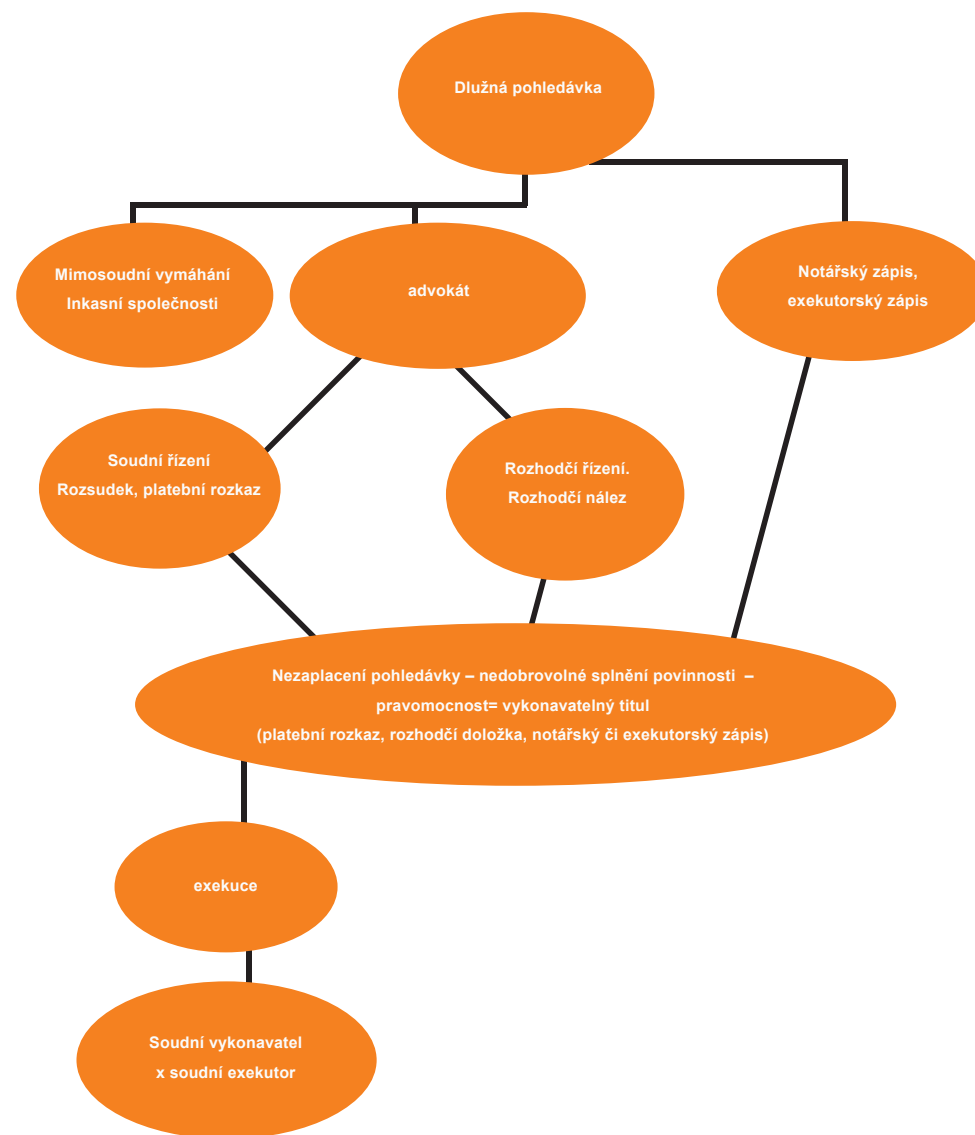 Dlužná pohledávka
Mimosoudní vymáhání
Inkasní společnosti
advokát
Notářský zápis,
exekutorský zápis
Soudní řízení
Rozsudek, platební rozkaz
Rozhodčí řízení.
Rozhodčí nález
Nezaplacení pohledávky – nedobrovolné splnění povinnosti –
pravomocnost= vykonavatelný titul
(platební rozkaz, rozhodčí doložka, notářský či exekutorský zápis)
exekuce
Soudní vykonavatel
x soudní exekutor